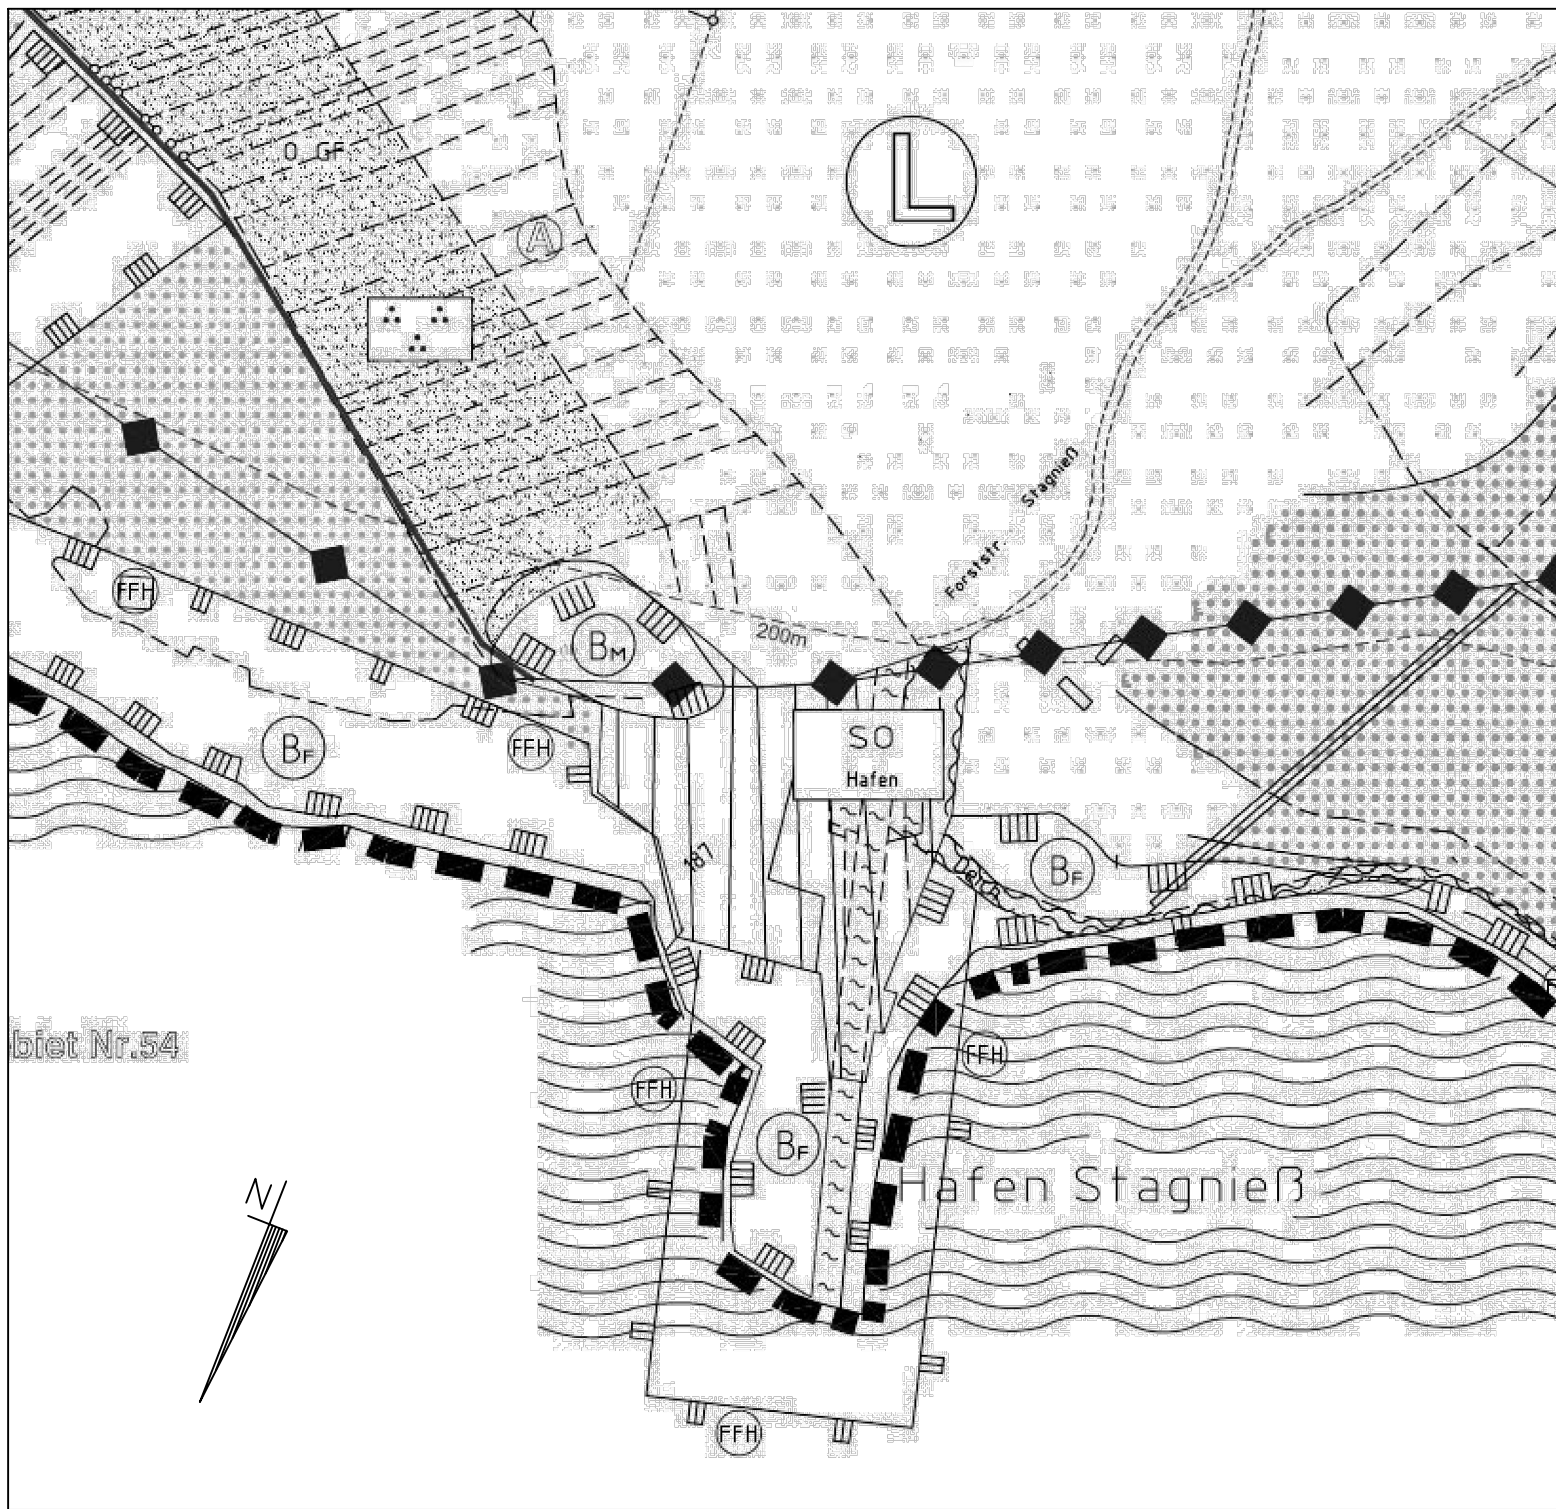 O GF
L
A
Stagnieß
Forststr.
FFH
200m
BM
BF
FFH
SO
Hafen
187
Deich
BF
biet Nr.54
FFH
FFH
BF
Hafen Stagnieß
N
FFH